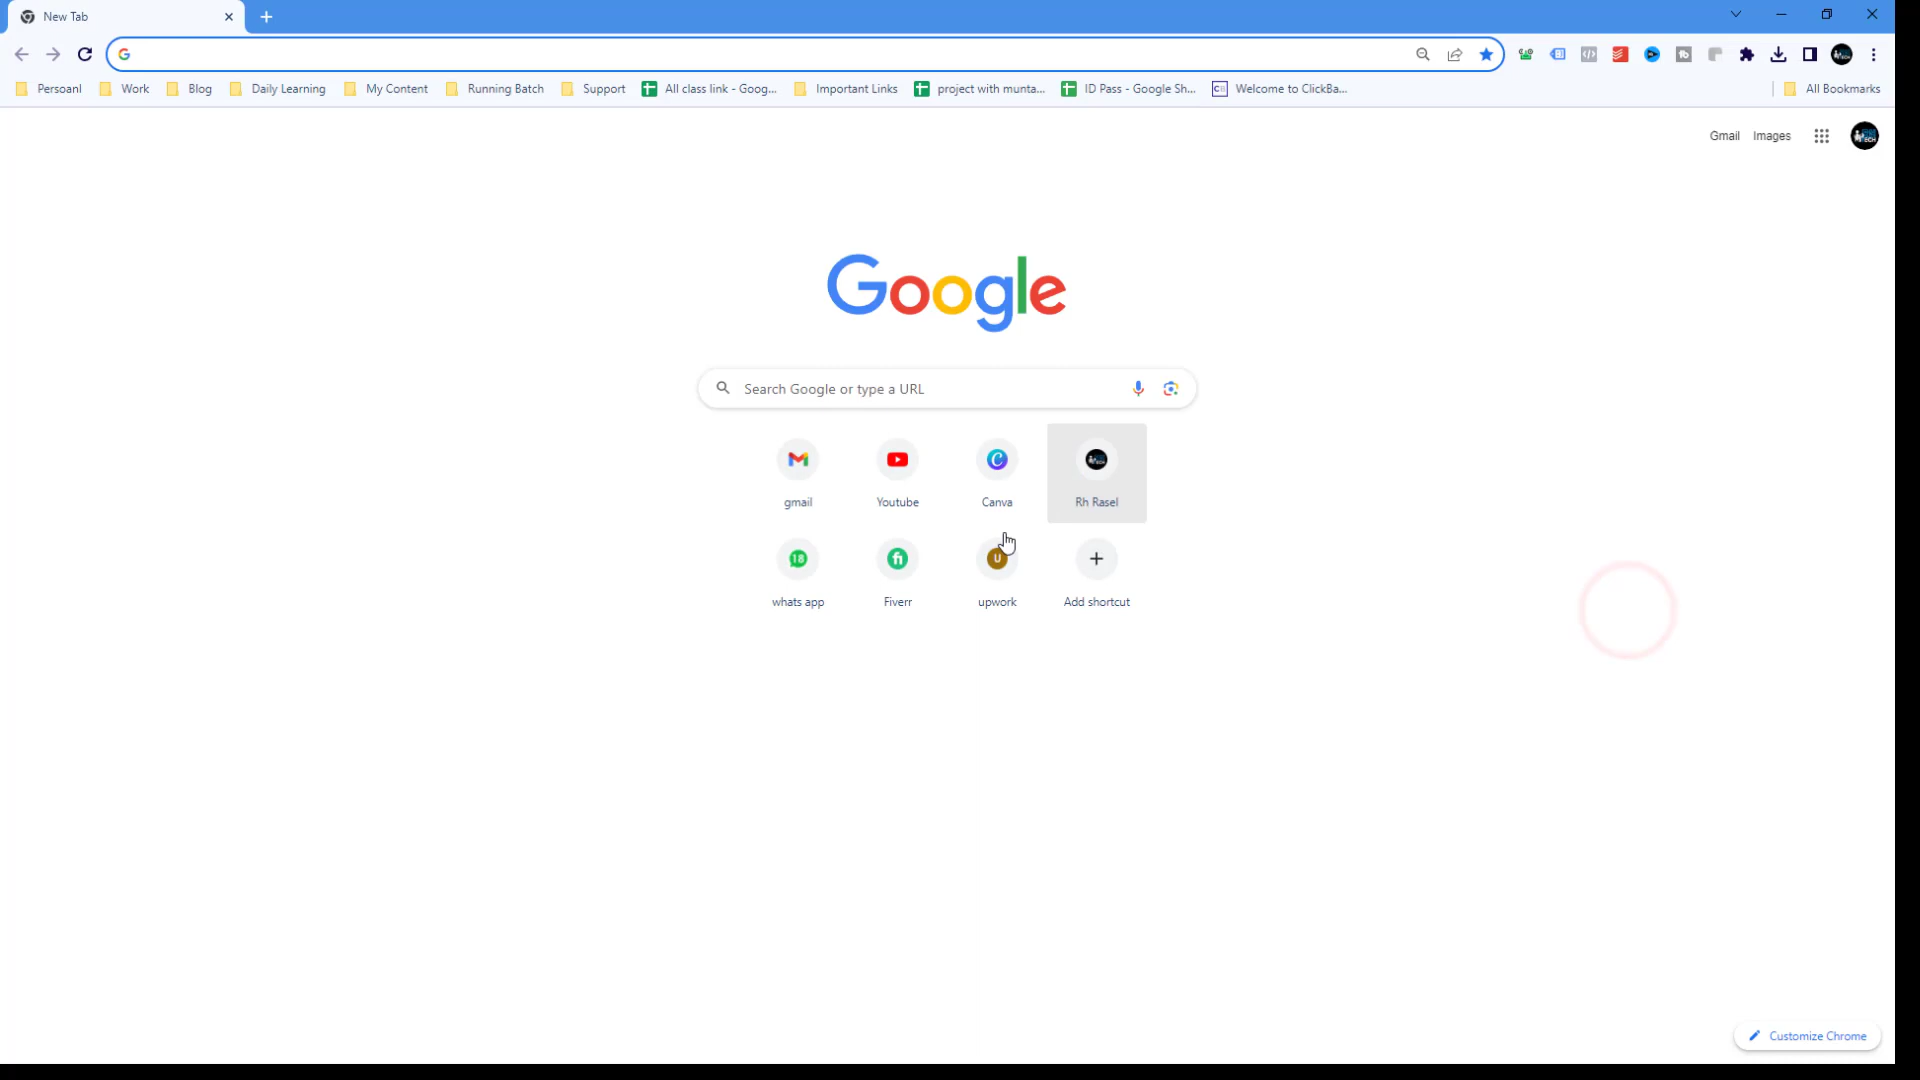 New Tab
Persoanl Work Blog Daily Learning My Content Running Batch Support All class link - Goog... Important Links project with munta... ID Pass - Google Sh... Welcome to ClickBa... All Bookmarks
Gmail Images
Google
Search Google or type a URL
gmail Youtube Canva Rh Rasel
18 U
whats app Fiverr upwork Add shortcut
Customize Chrome